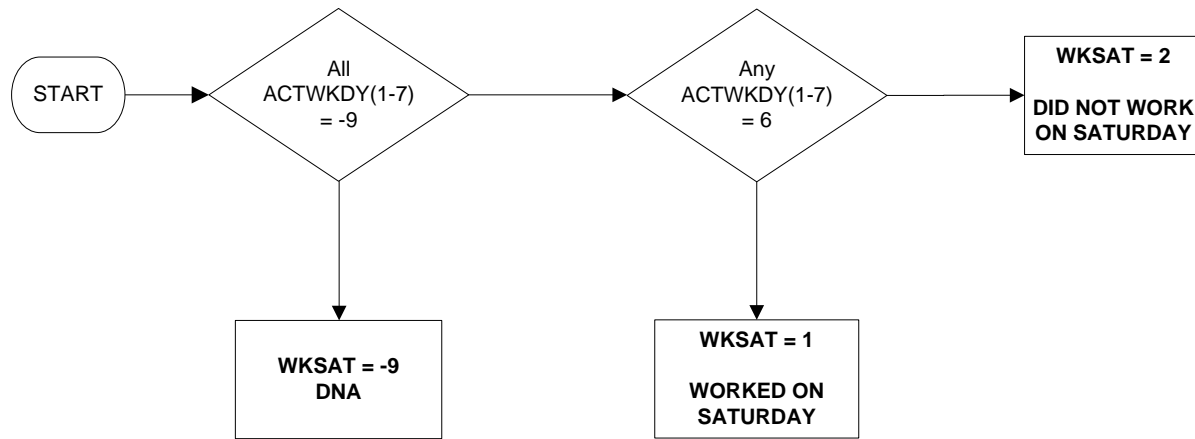 START
All
ACTWKDY(1-7)
= -9
Any
ACTWKDY(1-7)
= 6
WKSAT = 2
DID NOT WORK
ON SATURDAY
WKSAT = -9
DNA
WKSAT = 1
WORKED ON
SATURDAY